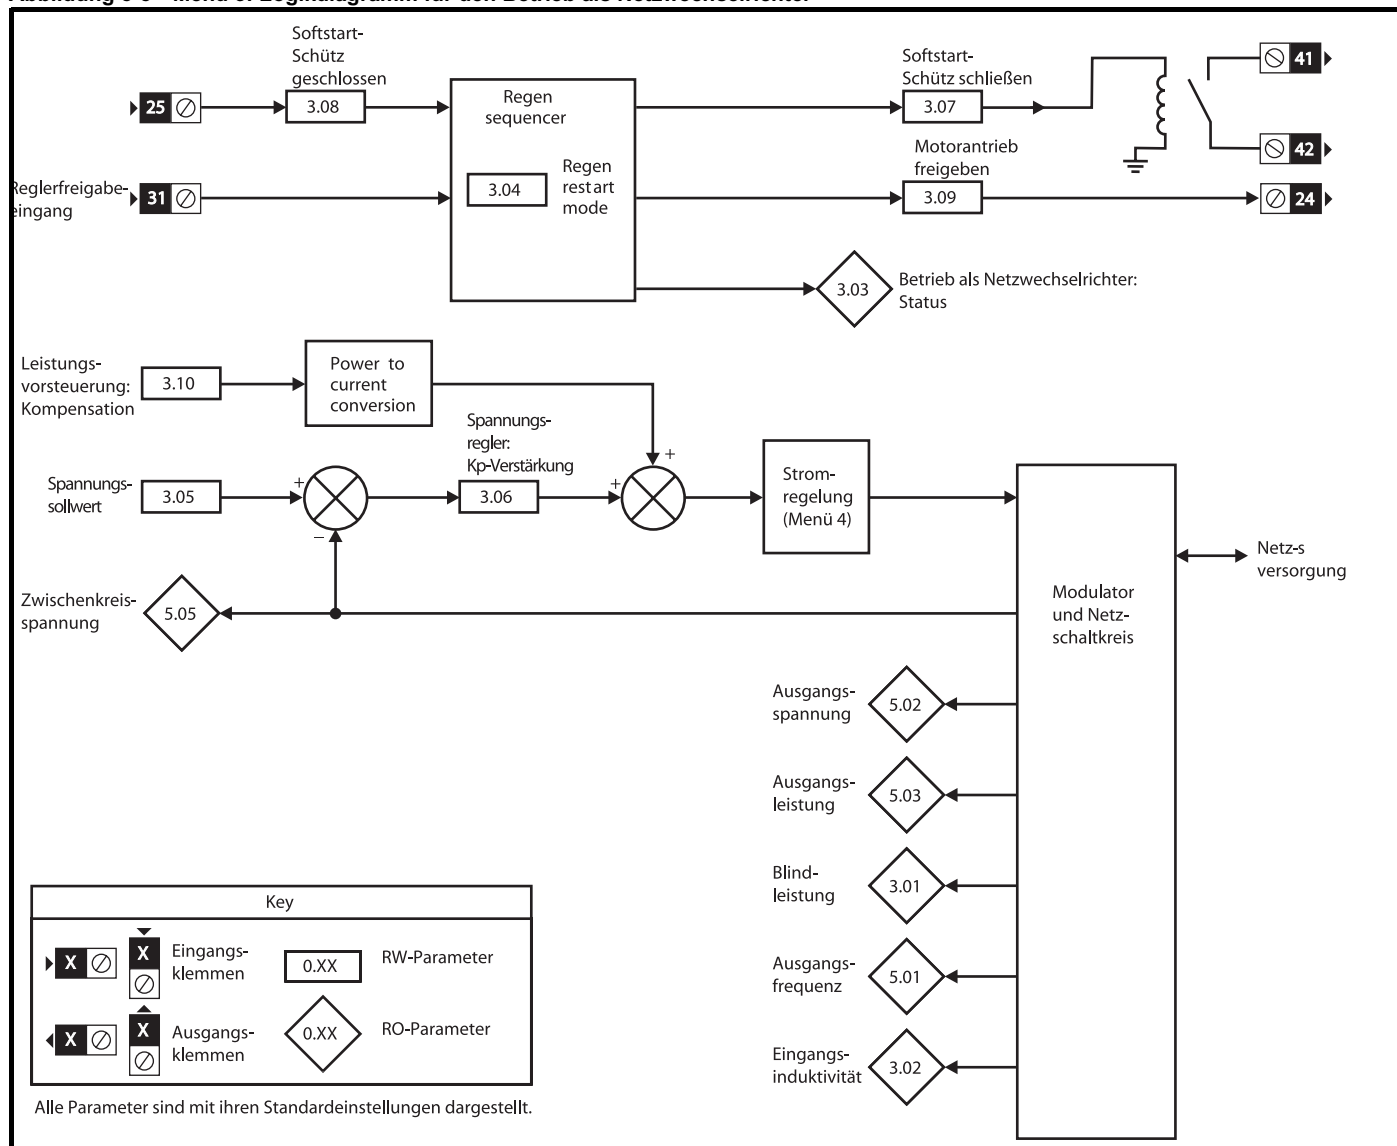 Softstart-
Schütz
geschlossen
25
3.08
Regen
sequencer
3.04
Regen
restart
mode
Reglerfreigabe-
eingang
31
Softstart-
Schütz schließen
3.07
41
42
Motorantrieb
freigeben
3.09
24
3.03
Betrieb als Netzwechselrichter:
Status
Leistungs-
vorsteuerung:
Kompensation
3.10
Power to
current
conversion
Spannungs-
regler:
Kp-Verstärkung
Spannungs-
sollwert
3.05
+
−
3.06
+
+
Strom-
regelung
(Menü 4)
Netz-s
versorgung
Zwischenkreis-
spannung
5.05
Modulator
und Netz-
schaltkreis
Ausgangs-
spannung
5.02
Ausgangs-
leistung
5.03
Blind-
leistung
3.01
Ausgangs-
frequenz
5.01
Eingangs-
induktivität
3.02
Key
X
X
Eingangs-
klemmen
0.XX
RW-Parameter
X
X
Ausgangs-
klemmen
0.XX
RO-Parameter
Alle Parameter sind mit ihren Standardeinstellungen dargestellt.